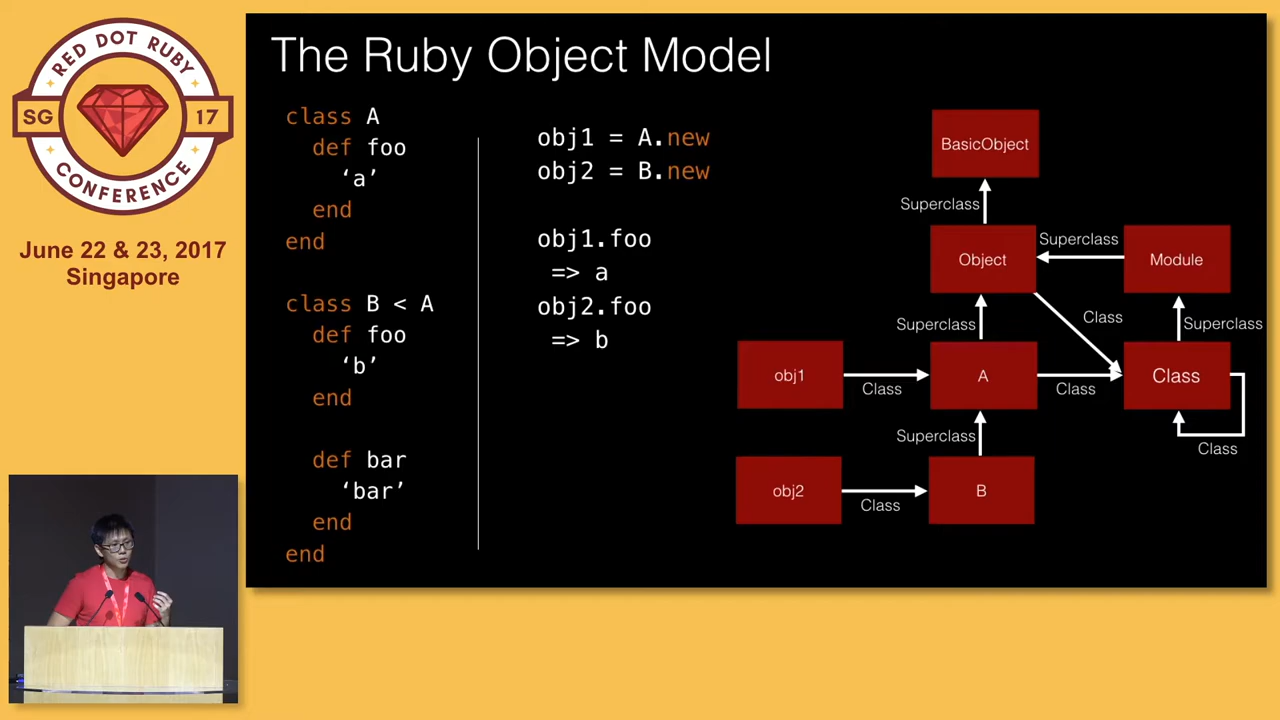 RED DOT RUBY
SG 17
CONFERENCE
June 22 & 23, 2017
Singapore
The Ruby Object Model
class A
def foo
‘a’
end
end
class B < A
def foo
‘b’
end
def bar
‘bar’
end
end
obj1 = A.new
obj2 = B.new
obj1.foo
=> a
obj2.foo
=> b
BasicObject
Superclass
Object
Superclass
Module
Superclass
Class
Superclass
obj1
Class
A
Class
Class
Superclass
Class
obj2
Class
B